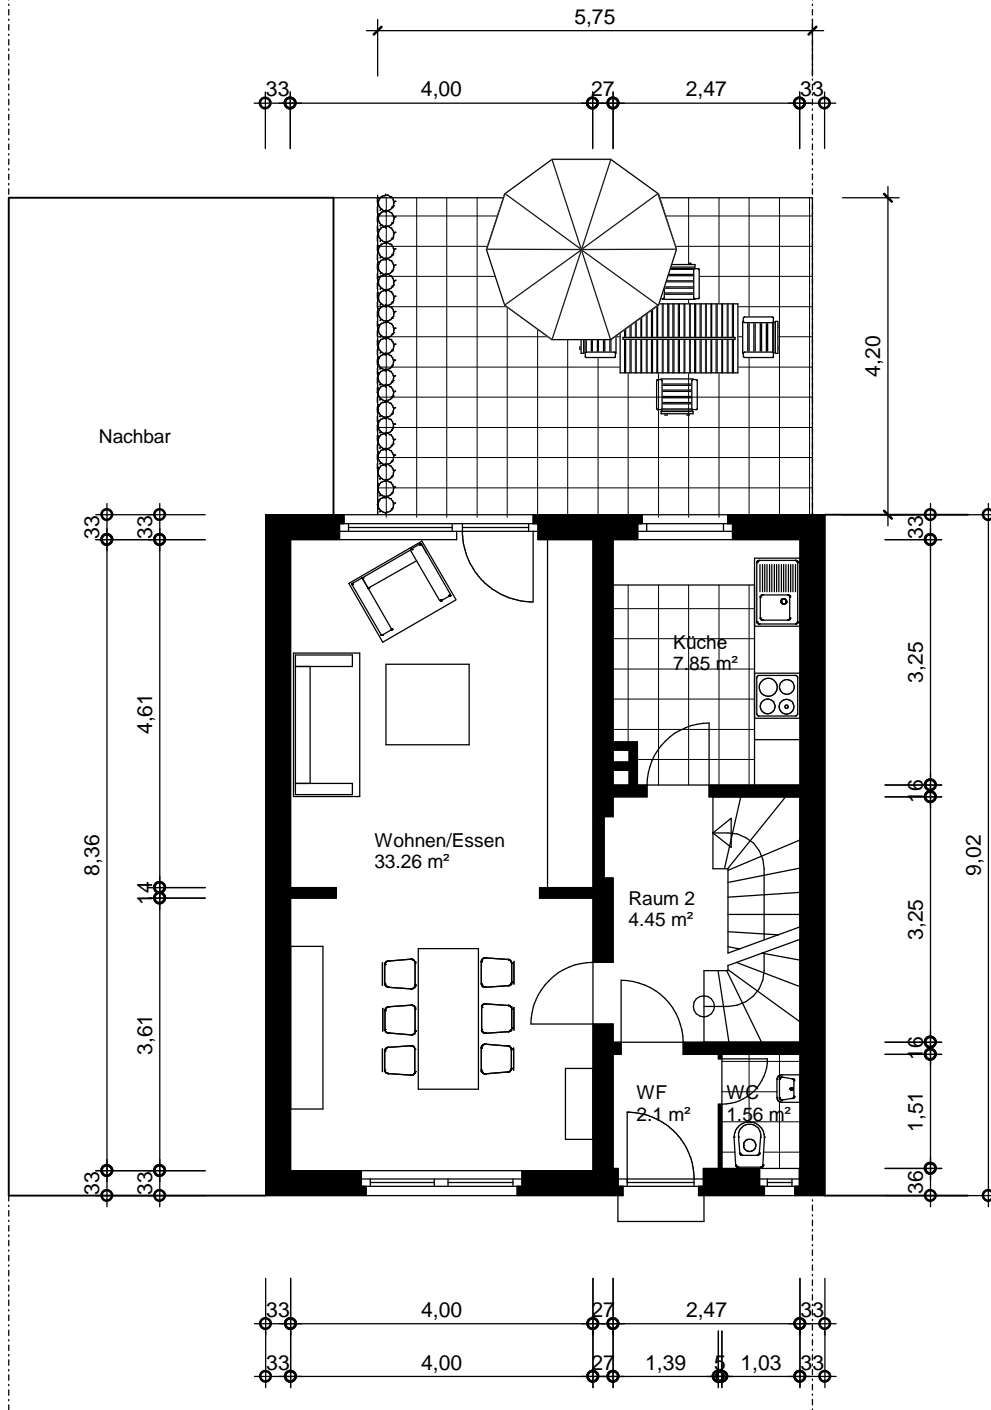 5,75
33 4,00 27 2,47 33
4,20
Nachbar
33 33 33
Küche
7.85 m²
3,25
4,61
16
Wohnen/Essen
33.26 m²
8,36
9,02
14
Raum 2
4.45 m²
3,25
3,61
16
WF
2.1 m²
WC
1.56 m²
1,51
33 33 36
33 4,00 27 2,47 33
33 4,00 27 1,39 5 1,03 33